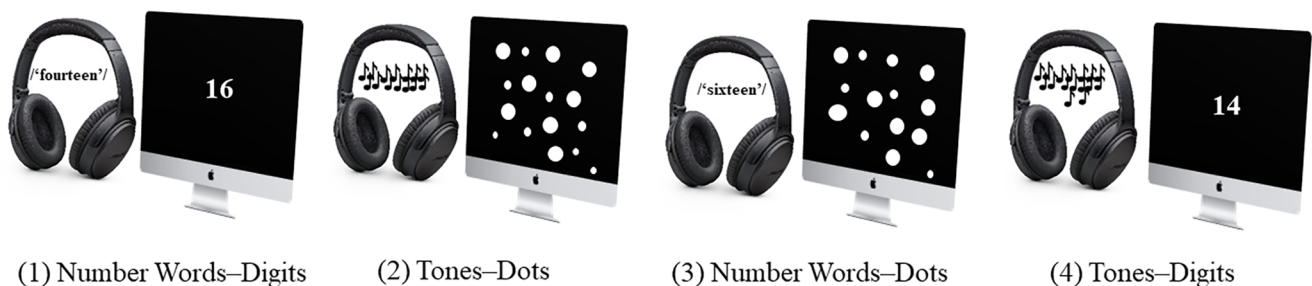 /‘fourteen’/
16
/‘sixteen’/
14
(1) Number Words–Digits
(2) Tones–Dots
(3) Number Words–Dots
(4) Tones–Digits